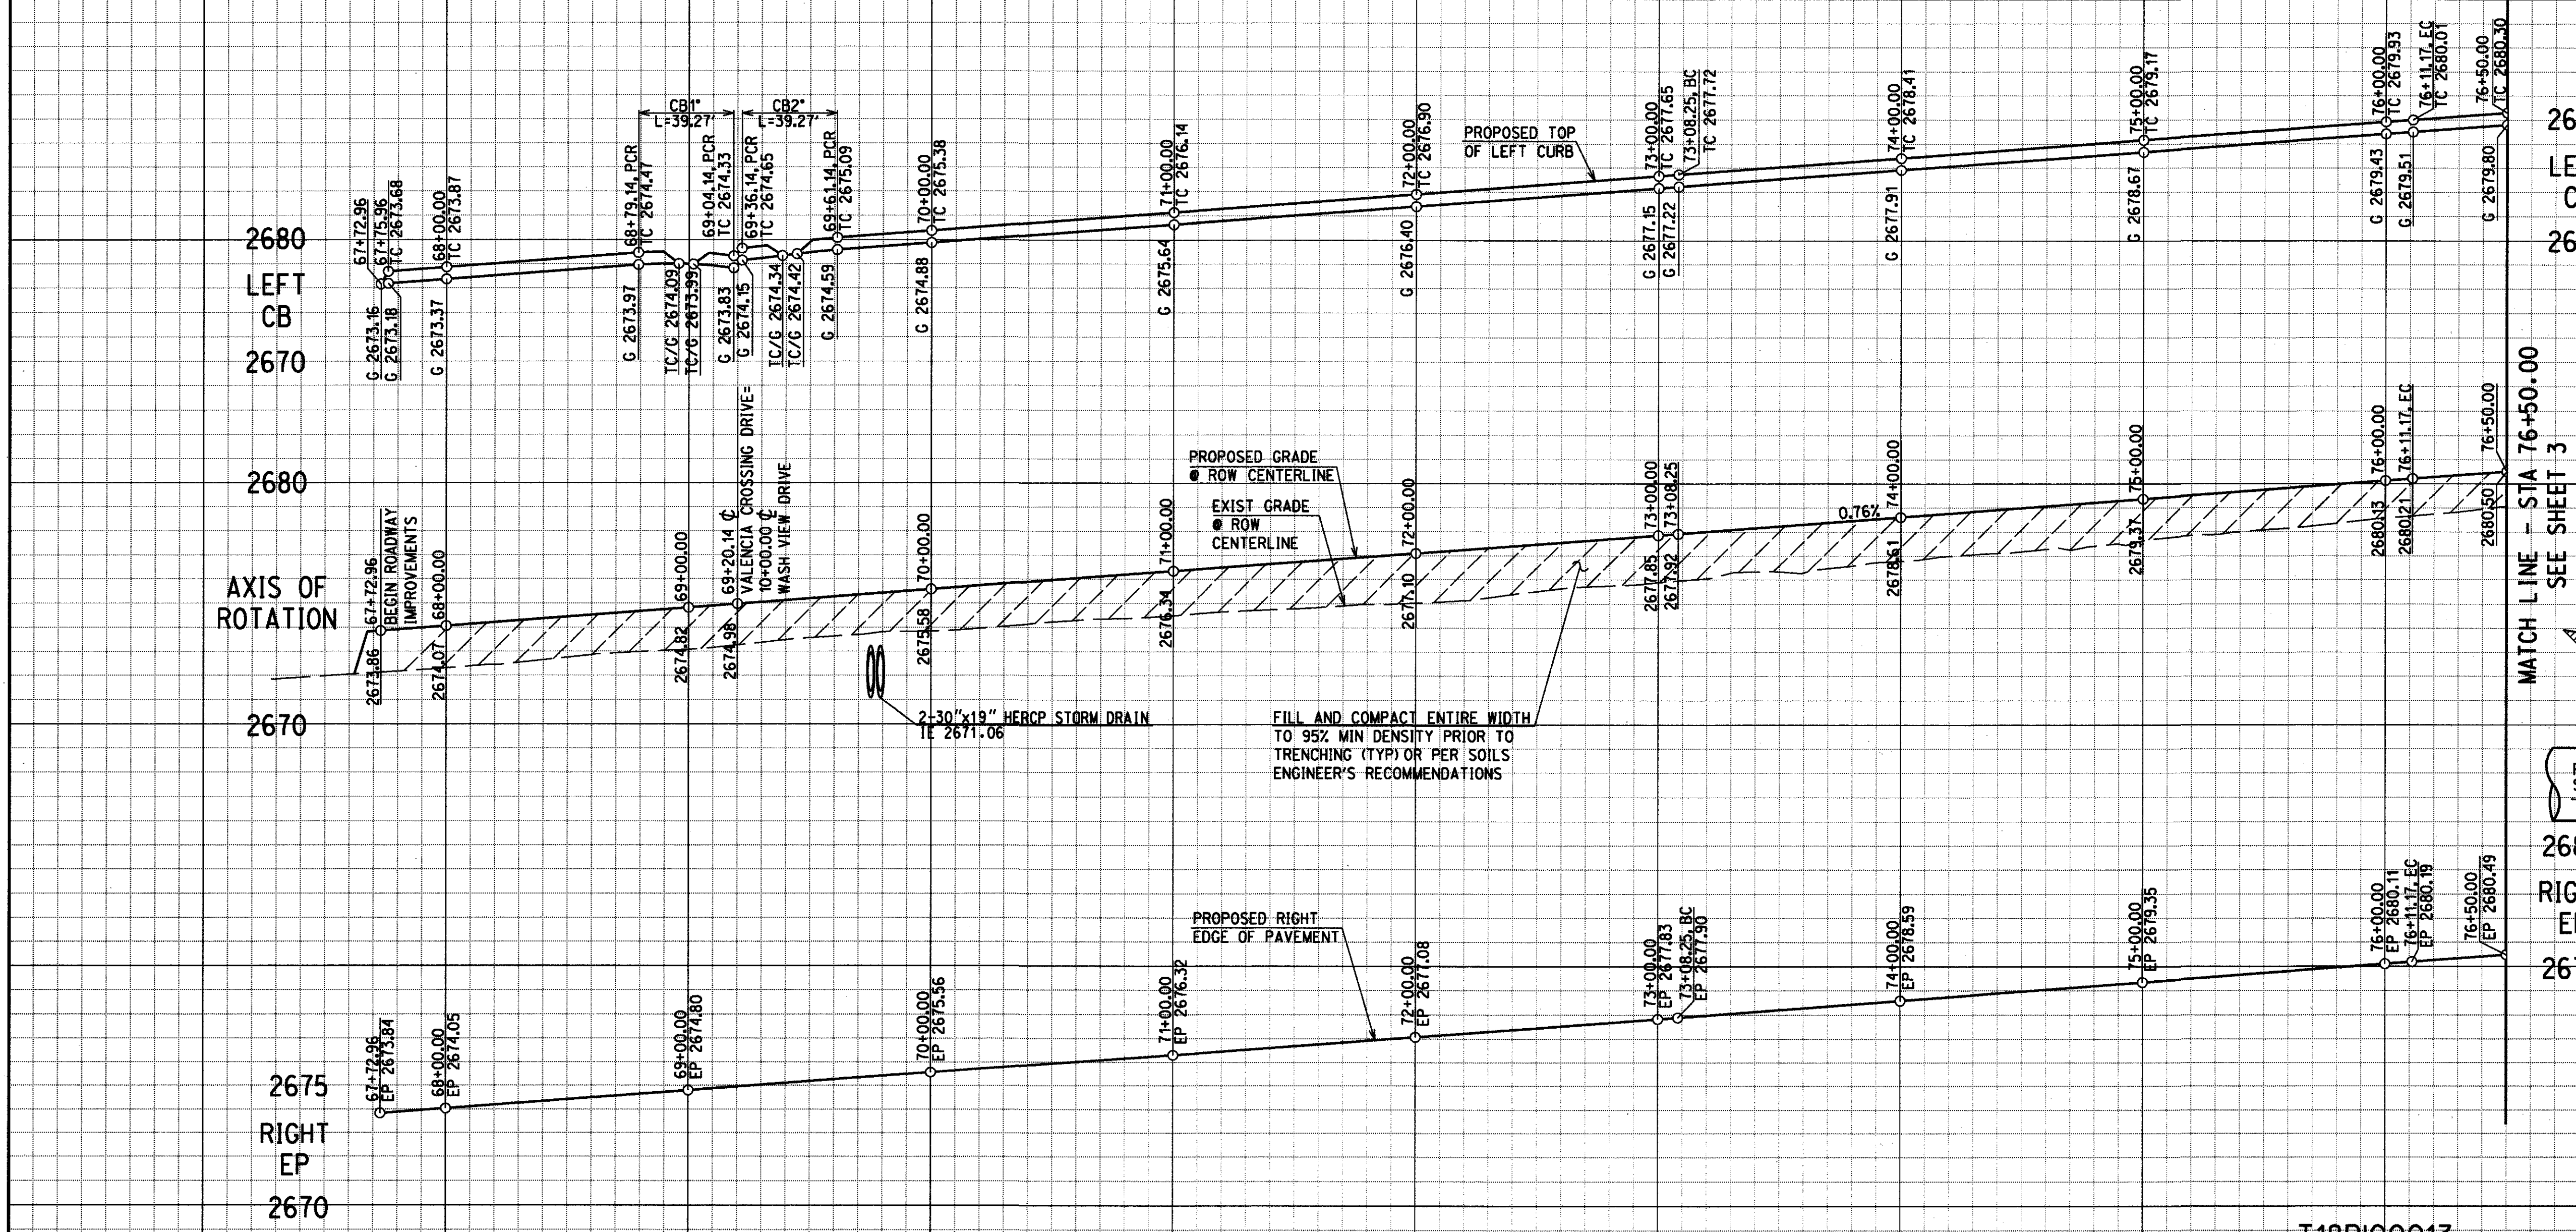 2680
LEFT
CB
2670
67+72.96
67+75.96
TC 2673.68
68+00.00
TC 2673.87
68+79.14, PCR
TC 2674.47
CB1*
L=39.27'
69+04.14, PCR
TC 2674.33
CB2*
L=39.27'
69+36.14, PCR
TC 2674.65
69+61.14, PCR
TC 2675.09
70+00.00
TC 2675.38
71+00.00
TC 2676.14
72+00.00
TC 2676.90
PROPOSED TOP
OF LEFT CURB
73+00.00
TC 2677.65
73+08.25, BC
TC 2677.72
74+00.00
TC 2678.41
75+00.00
TC 2679.17
76+00.00
TC 2679.93
76+11.17, EC
TC 2680.01
76+50.00
TC 2680.30
G 2673.16
G 2673.18
G 2673.37
G 2673.97
TC/G 2674.09
TC/G 2673.99
G 2673.83
G 2674.15
TC/G 2674.34
TC/G 2674.42
G 2674.59
G 2674.88
G 2675.64
G 2676.40
G 2677.15
G 2677.22
G 2677.91
G 2678.67
G 2679.43
G 2679.51
G 2679.80
2680
AXIS OF
ROTATION
2670
67+72.96
BEGIN ROADWAY
IMPROVEMENTS
68+00.00
69+00.00
69+20.14 ℄
VALENCIA CROSSING DRIVE=
10+00.00 ℄
WASH VIEW DRIVE
70+00.00
71+00.00
PROPOSED GRADE
@ ROW CENTERLINE
EXIST GRADE
@ ROW
CENTERLINE
72+00.00
73+00.00
73+08.25
0.76%
74+00.00
75+00.00
76+00.00
76+11.17, EC
76+50.00
2673.86
2674.07
2674.82
2674.98
2675.58
2676.34
2677.10
2677.85
2677.92
2678.61
2679.37
2680.13
2680.21
2680.50
2-30"x19" HERCP STORM DRAIN
IE 2671.06
FILL AND COMPACT ENTIRE WIDTH
TO 95% MIN DENSITY PRIOR TO
TRENCHING (TYP) OR PER SOILS
ENGINEER'S RECOMMENDATIONS
MATCH LINE - STA 76+50.00
SEE SHEET 3
2675
RIGHT
EP
2670
67+72.96
EP 2673.84
68+00.00
EP 2674.05
69+00.00
EP 2674.80
70+00.00
EP 2675.56
71+00.00
EP 2676.32
PROPOSED RIGHT
EDGE OF PAVEMENT
72+00.00
EP 2677.08
73+00.00
EP 2677.83
73+08.25, BC
EP 2677.90
74+00.00
EP 2678.59
75+00.00
EP 2679.35
76+00.00
EP 2680.11
76+11.17, EC
EP 2680.19
76+50.00
EP 2680.49